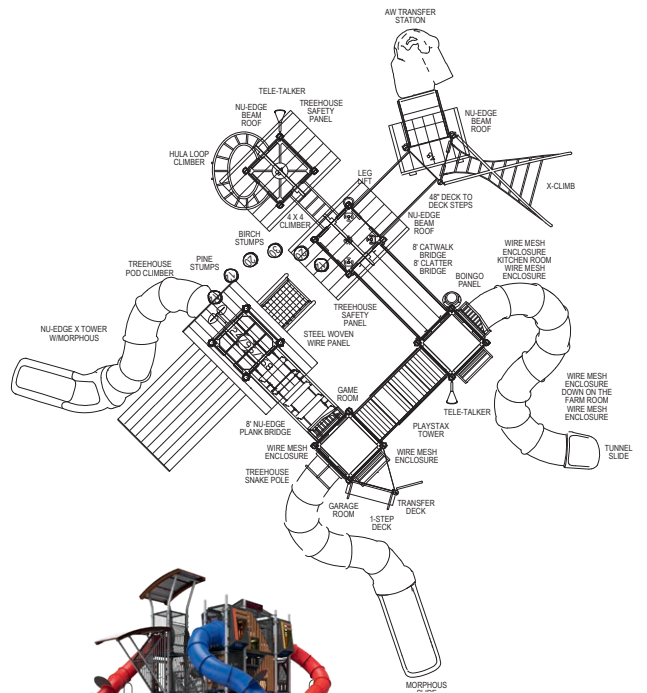 AW TRANSFER
STATION
TELE-TALKER
TREEHOUSE
SAFETY
PANEL
NU-EDGE
BEAM
ROOF
NU-EDGE
BEAM
ROOF
HULA LOOP
CLIMBER
LEG
LIFT
X-CLIMB
48" DECK TO
DECK STEPS
4 X 4
CLIMBER
NU-EDGE
BEAM
ROOF
BIRCH
STUMPS
8' CATWALK
BRIDGE
8' CLATTER
BRIDGE
WIRE MESH
ENCLOSURE
KITCHEN ROOM
WIRE MESH
ENCLOSURE
PINE
STUMPS
TREEHOUSE
POD CLIMBER
BOINGO
PANEL
TREEHOUSE
SAFETY
PANEL
NU-EDGE X TOWER
W/MORPHOUS
STEEL WOVEN
WIRE PANEL
WIRE MESH
ENCLOSURE
DOWN ON THE
FARM ROOM
WIRE MESH
ENCLOSURE
GAME
ROOM
TELE-TALKER
8' NU-EDGE
PLANK BRIDGE
PLAYSTAX
TOWER
WIRE MESH
ENCLOSURE
WIRE MESH
ENCLOSURE
TUNNEL
SLIDE
TREEHOUSE
SNAKE POLE
GARAGE
ROOM
TRANSFER
DECK
1-STEP
DECK
MORPHOUS
SLIDE